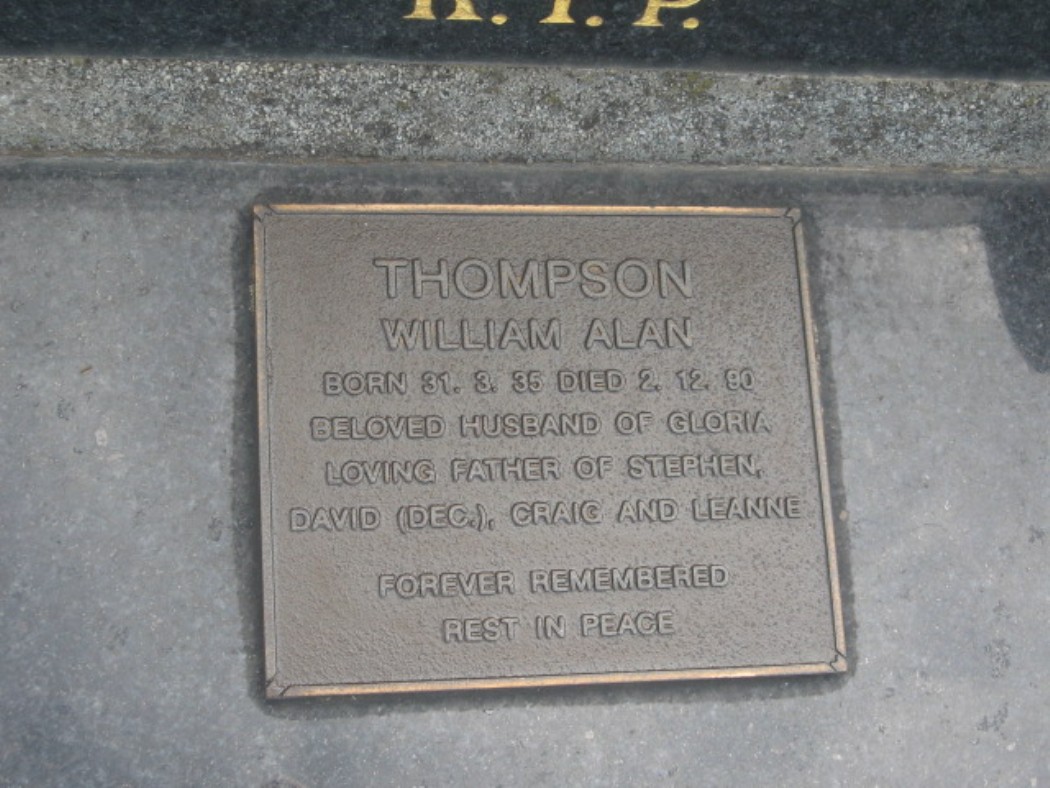 R.I.P.
THOMPSON
WILLIAM ALAN
BORN 31. 3. 35 DIED 2. 12. 90
BELOVED HUSBAND OF GLORIA
LOVING FATHER OF STEPHEN,
DAVID (DEC.), CRAIG AND LEANNE
FOREVER REMEMBERED
REST IN PEACE